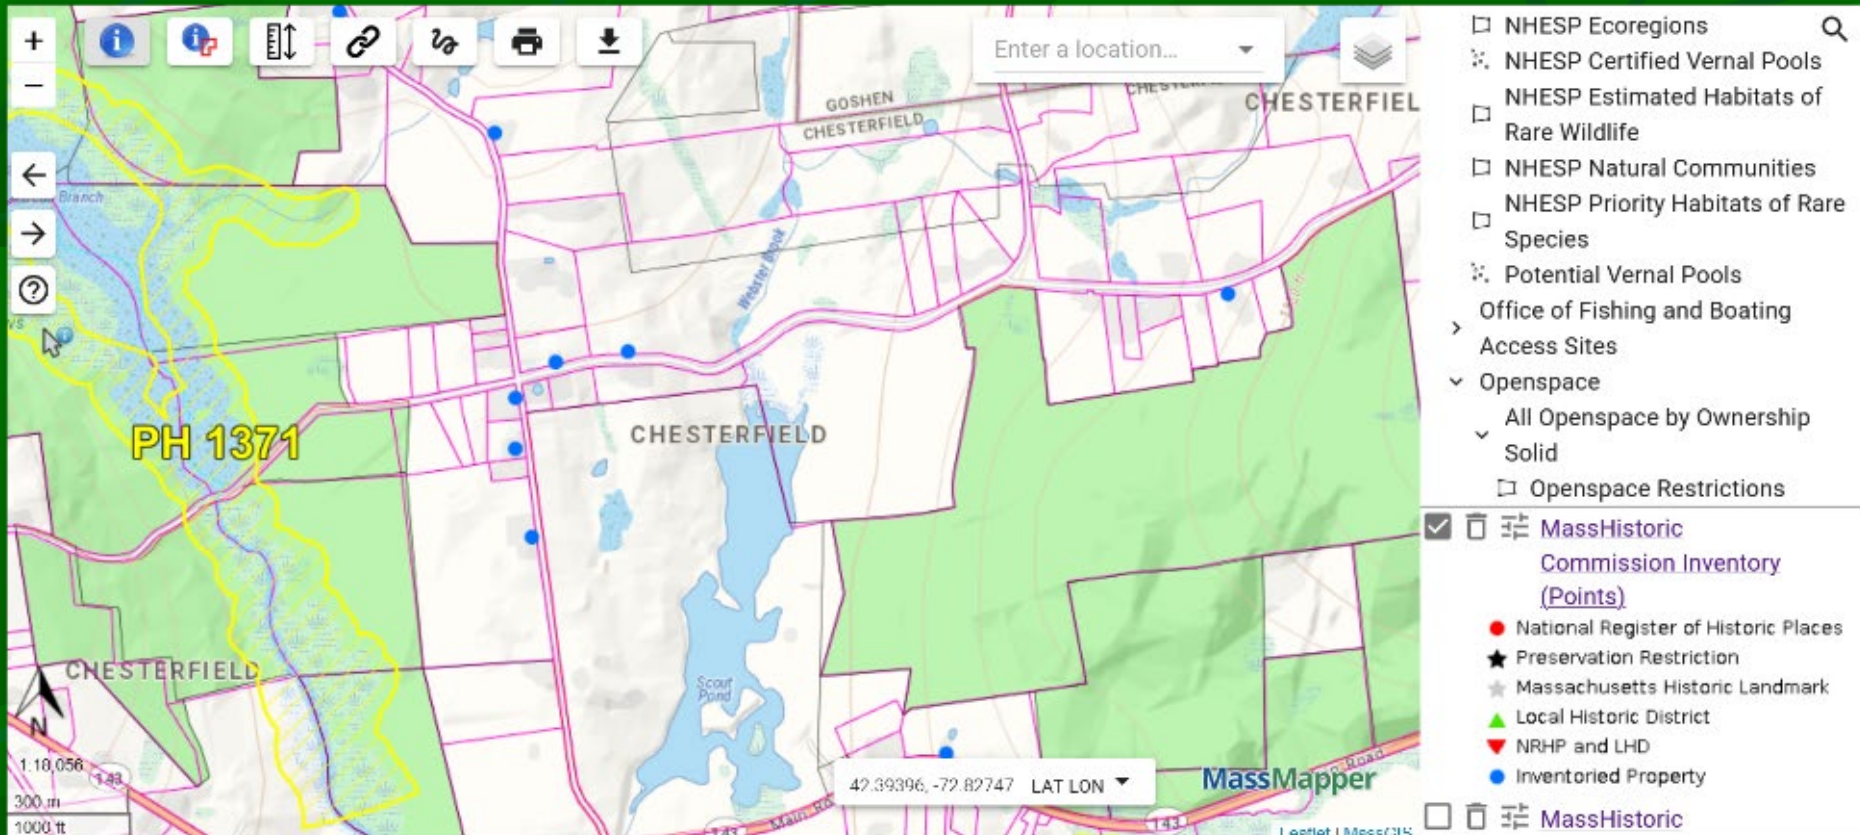 +
−
Enter a location...
GOSHEN
CHESTERFIELD
CHESTERFIEL
Branch
Webster Brook
PH 1371
CHESTERFIELD
CHESTERFIELD
Scout
Pond
N
1:18,056
143
300 m
1000 ft
143
Main Ro
42.39396, -72.82747 LAT LON
MassMapper
Road
143
Leaflet | MassGIS
NHESP Ecoregions
NHESP Certified Vernal Pools
NHESP Estimated Habitats of
Rare Wildlife
NHESP Natural Communities
NHESP Priority Habitats of Rare
Species
Potential Vernal Pools
Office of Fishing and Boating
Access Sites
Openspace
All Openspace by Ownership
Solid
Openspace Restrictions
MassHistoric
Commission Inventory
(Points)
National Register of Historic Places
Preservation Restriction
Massachusetts Historic Landmark
Local Historic District
NRHP and LHD
Inventoried Property
MassHistoric